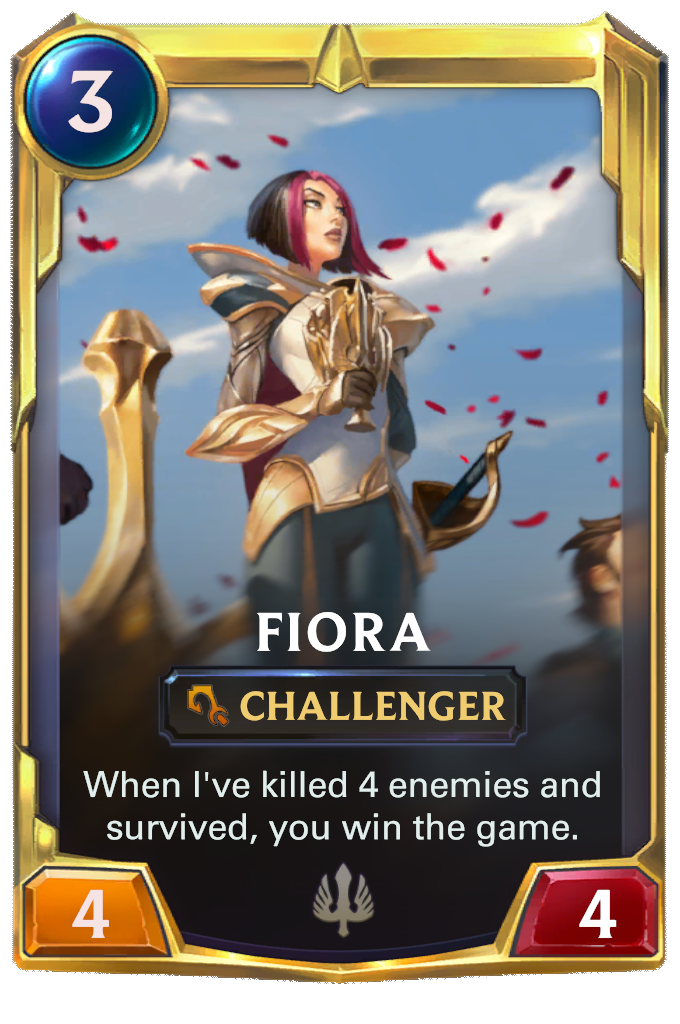 3
FIORA
CHALLENGER
When I've killed 4 enemies and
survived, you win the game.
4
4